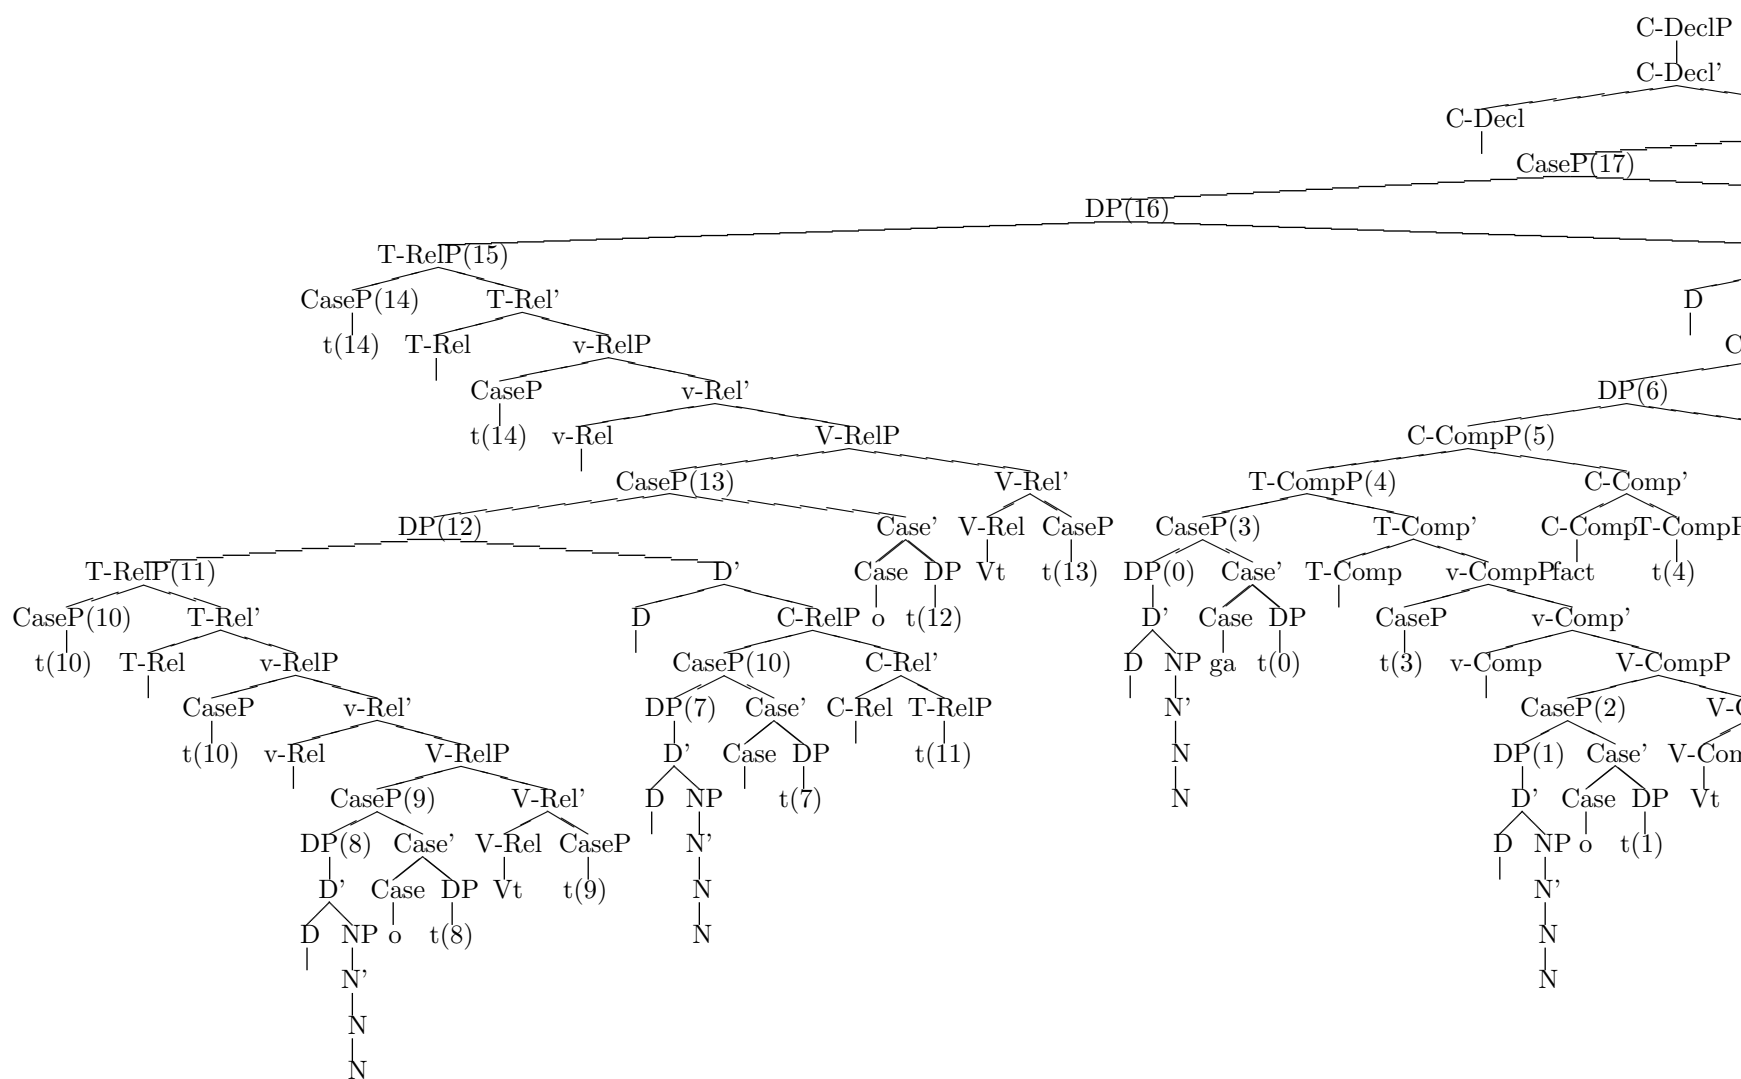 C-DeclP
C-Decl’
C-Decl
CaseP(17)
DP(16)
T-RelP(15)
CaseP(14) T-Rel’ D
t(14) T-Rel v-RelP C
CaseP v-Rel’ DP(6)
t(14) v-Rel V-RelP C-CompP(5)
CaseP(13) V-Rel’ T-CompP(4) C-Comp’
DP(12) Case’ V-Rel CaseP CaseP(3) T-Comp’ C-Comp T-CompP
T-RelP(11) D’ Case DP Vt t(13) DP(0) Case’ T-Comp v-CompP fact t(4)
CaseP(10) T-Rel’ D C-RelP o t(12) D’ Case DP CaseP v-Comp’
t(10) T-Rel v-RelP CaseP(10) C-Rel’ D NP ga t(0) t(3) v-Comp V-CompP
CaseP v-Rel’ DP(7) Case’ C-Rel T-RelP N’ CaseP(2) V-C
t(10) v-Rel V-RelP D’ Case DP t(11) N DP(1) Case’ V-Com
CaseP(9) V-Rel’ D NP t(7) N D’ Case DP Vt
DP(8) Case’ V-Rel CaseP N’ D NP o t(1)
D’ Case DP Vt t(9) N N’
D NP o t(8) N N
N’ N
N
N